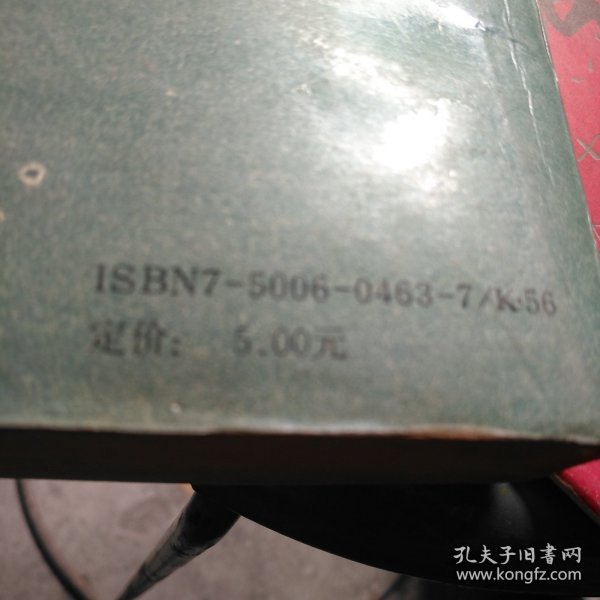 ISBN7-5006-0463-7/K·56
定价： 5.00元
孔夫子旧書网
www.kongfz.com